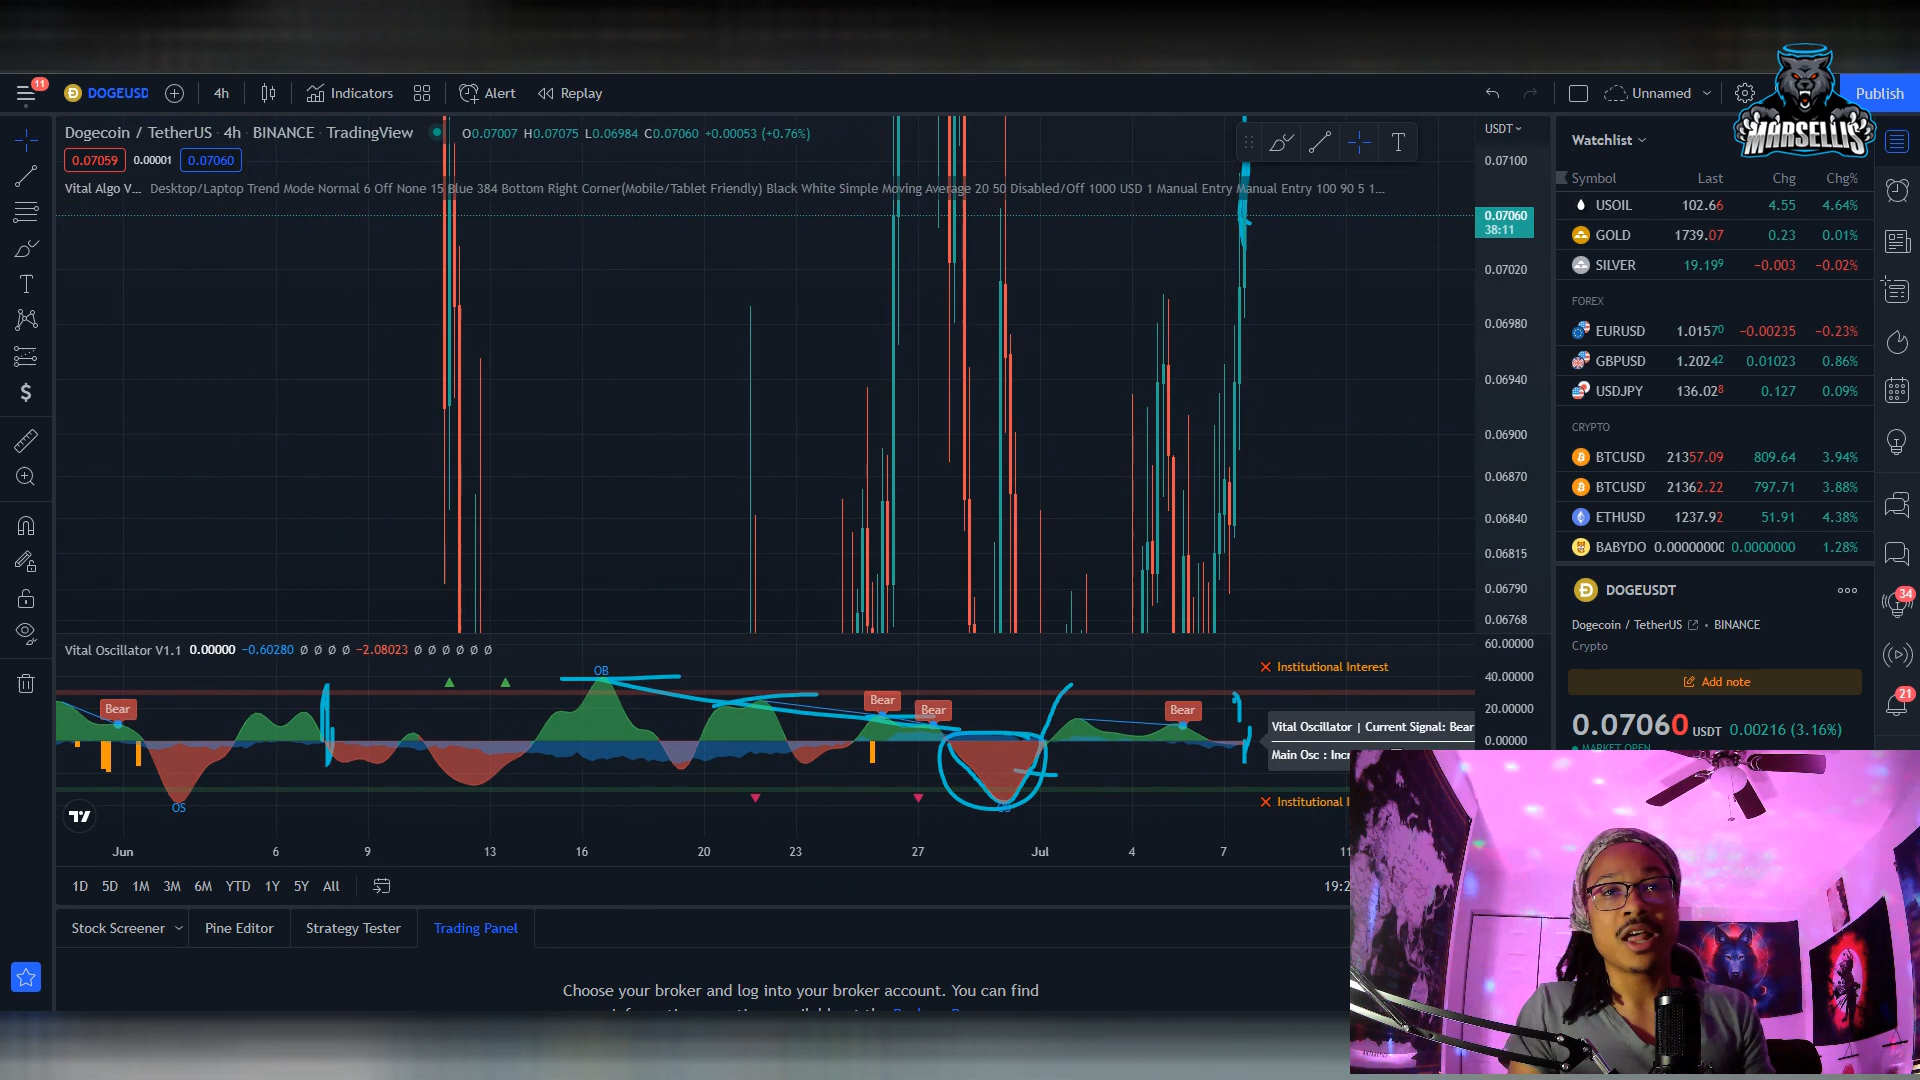 11
DOGEUSD
4h
Indicators
Alert
Replay
Unnamed
Publish
MARSELLIS
Dogecoin / TetherUS · 4h · BINANCE · TradingView
O0.07007 H0.07075 L0.06984 C0.07060 +0.00053 (+0.76%)
0.07059 0.00001 0.07060
Vital Algo V... Desktop/Laptop Trend Mode Normal 6 Off None 15 Blue 384 Bottom Right Corner(Mobile/Tablet Friendly) Black White Simple Moving Average 20 50 Disabled/Off 1000 USD 1 Manual Entry Manual Entry 100 90 5 1...
USDT
0.07100
0.07060
38:11
0.07020
0.06980
0.06940
0.06900
0.06870
0.06840
0.06815
0.06790
0.06768
60.00000
40.00000
20.00000
0.00000
Vital Oscillator V1.1 0.00000 −0.60280 Ø Ø Ø Ø −2.08023 Ø Ø Ø Ø Ø Ø
Institutional Interest
OB
Bear
Bear
Bear
Bear
Vital Oscillator | Current Signal: Bear
Main Osc : Incr
Institutional I
OS
Jun 6 9 13 16 20 23 27 Jul 4 7 11
1D 5D 1M 3M 6M YTD 1Y 5Y All
19:2
Stock Screener Pine Editor Strategy Tester Trading Panel
Choose your broker and log into your broker account. You can find
Watchlist
Symbol Last Chg Chg%
USOIL 102.66 4.55 4.64%
GOLD 1739.07 0.23 0.01%
SILVER 19.199 −0.003 −0.02%
FOREX
EURUSD 1.01570 −0.00235 −0.23%
GBPUSD 1.20242 0.01023 0.86%
USDJPY 136.028 0.127 0.09%
CRYPTO
BTCUSD 21357.09 809.64 3.94%
BTCUSD 21362.22 797.71 3.88%
ETHUSD 1237.92 51.91 4.38%
BABYDO 0.00000000 0.0000000 1.28%
DOGEUSDT
Dogecoin / TetherUS • BINANCE
Crypto
Add note
0.07060 USDT 0.00216 (3.16%)
MARKET OPEN
34
21